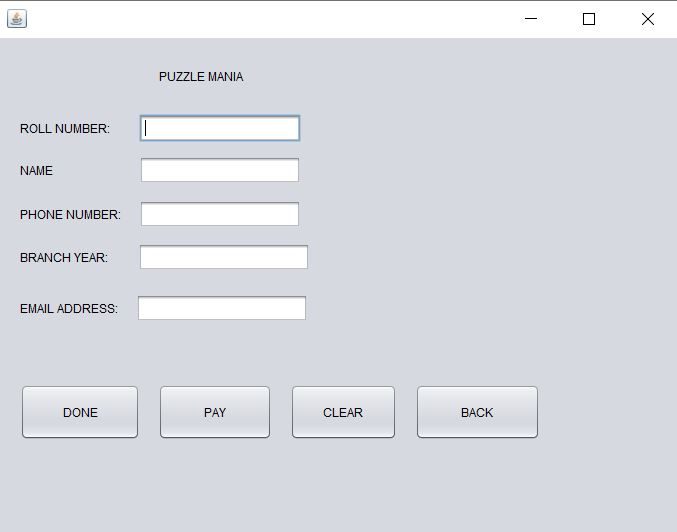 PUZZLE MANIA
ROLL NUMBER:
NAME
PHONE NUMBER:
BRANCH YEAR:
EMAIL ADDRESS:
DONE PAY CLEAR BACK